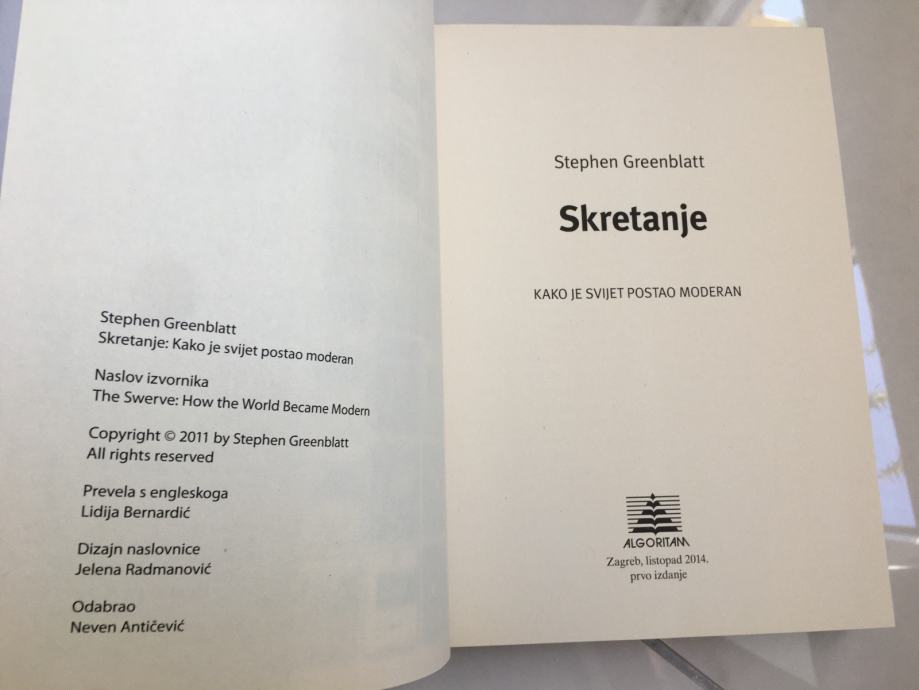 Stephen Greenblatt
Skretanje: Kako je svijet postao moderan
Naslov izvornika
The Swerve: How the World Became Modern
Copyright © 2011 by Stephen Greenblatt
All rights reserved
Prevela s engleskoga
Lidija Bernardić
Dizajn naslovnice
Jelena Radmanović
Odabrao
Neven Antičević
Stephen Greenblatt
Skretanje
KAKO JE SVIJET POSTAO MODERAN
ALGORITAM
Zagreb, listopad 2014.
prvo izdanje